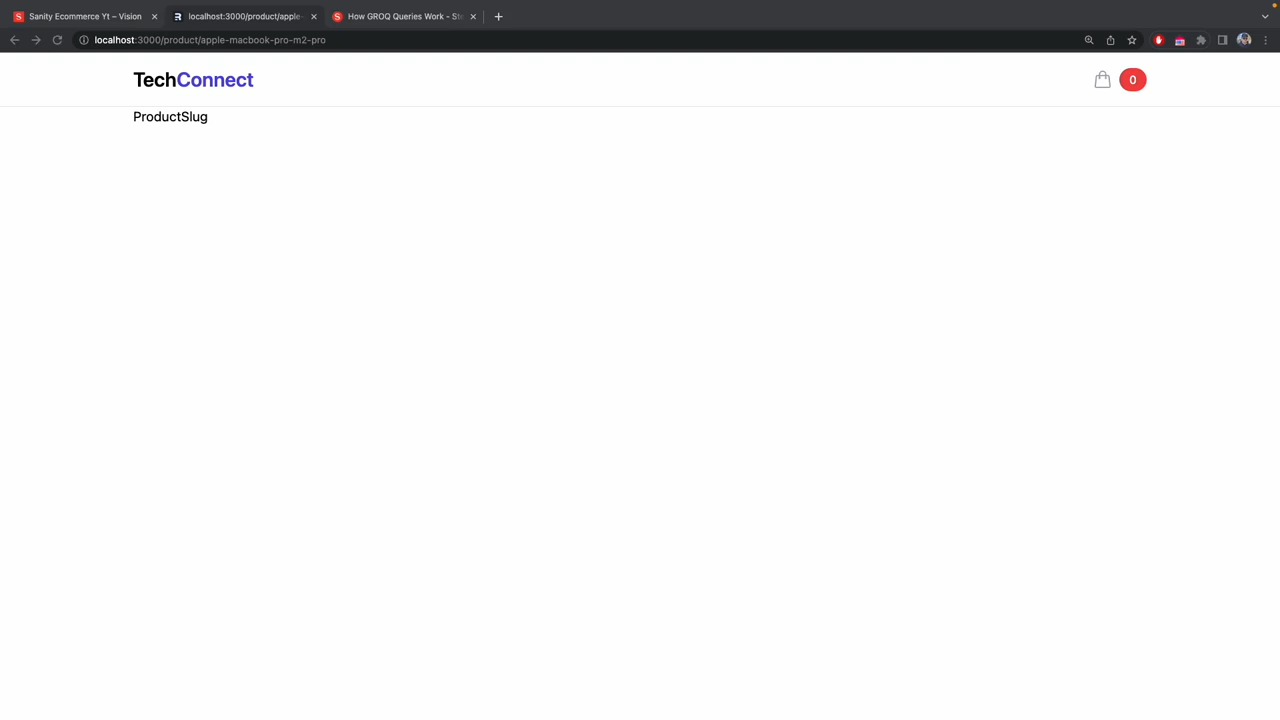 Sanity Ecommerce Yt – Vision
localhost:3000/product/apple-
How GROQ Queries Work - Ste
localhost:3000/product/apple-macbook-pro-m2-pro
TechConnect
0
ProductSlug